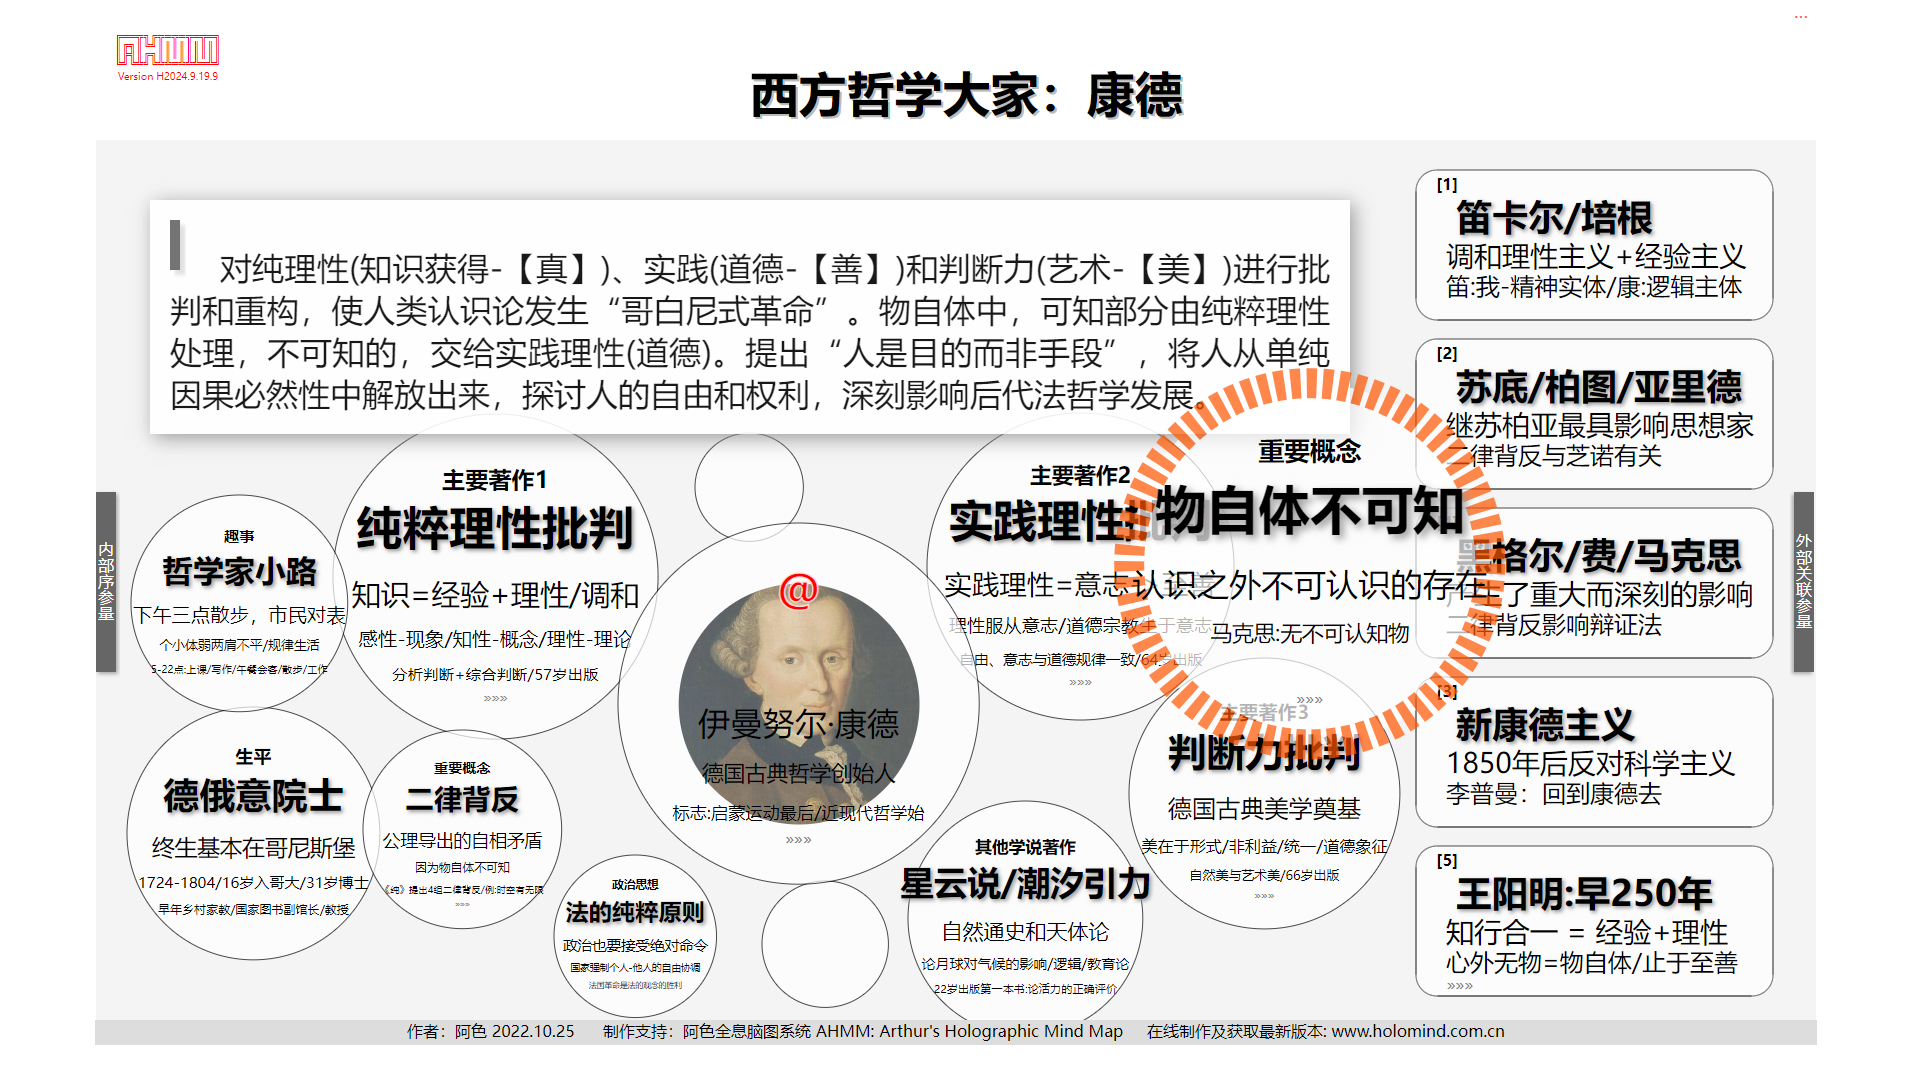 AHMM
Version H2024.9.19.9
...
西方哲学大家：康德
对纯理性(知识获得-【真】)、实践(道德-【善】)和判断力(艺术-【美】)进行批
判和重构，使人类认识论发生“哥白尼式革命”。物自体中，可知部分由纯粹理性
处理，不可知的，交给实践理性(道德)。提出“人是目的而非手段”，将人从单纯
因果必然性中解放出来，探讨人的自由和权利，深刻影响后代法哲学发展。
内部序参量
趣事
哲学家小路
下午三点散步，市民对表
个小体弱两肩不平/规律生活
5-22点:上课/写作/午餐会客/散步/工作
主要著作1
纯粹理性批判
知识=经验+理性/调和
感性-现象/知性-概念/理性-理论
分析判断+综合判断/57岁出版
»»»
生平
德俄意院士
终生基本在哥尼斯堡
1724-1804/16岁入哥大/31岁博士
早年乡村家教/国家图书副馆长/教授
重要概念
二律背反
公理导出的自相矛盾
因为物自体不可知
《纯》提出4组二律背反/例:时空有无限
»»»
政治思想
法的纯粹原则
政治也要接受绝对命令
国家强制个人-他人的自由协调
法国革命是法的观念的胜利
@
伊曼努尔·康德
德国古典哲学创始人
标志:启蒙运动最后/近现代哲学始
»»»
主要著作2
实践理性批判
实践理性=意志 至善
理性服从意志/道德宗教生于意志
自由、意志与道德规律一致/64岁出版
»»»
重要概念
物自体不可知
认识之外不可认识的存在
马克思:无不可认知物
»»»
主要著作3
判断力批判
德国古典美学奠基
美在于形式/非利益/统一/道德象征
自然美与艺术美/66岁出版
»»»
其他学说著作
星云说/潮汐引力
自然通史和天体论
论月球对气候的影响/逻辑/教育论
22岁出版第一本书:论活力的正确评价
[1]
笛卡尔/培根
调和理性主义+经验主义
笛:我-精神实体/康:逻辑主体
[2]
苏底/柏图/亚里德
继苏柏亚最具影响思想家
二律背反与芝诺有关
黑格尔/费/马克思
产生了重大而深刻的影响
二律背反影响辩证法
[3]
新康德主义
1850年后反对科学主义
李普曼：回到康德去
[5]
王阳明:早250年
知行合一 = 经验+理性
心外无物=物自体/止于至善
»»»
外部关联参量
作者：阿色 2022.10.25 制作支持：阿色全息脑图系统 AHMM: Arthur's Holographic Mind Map 在线制作及获取最新版本: www.holomind.com.cn